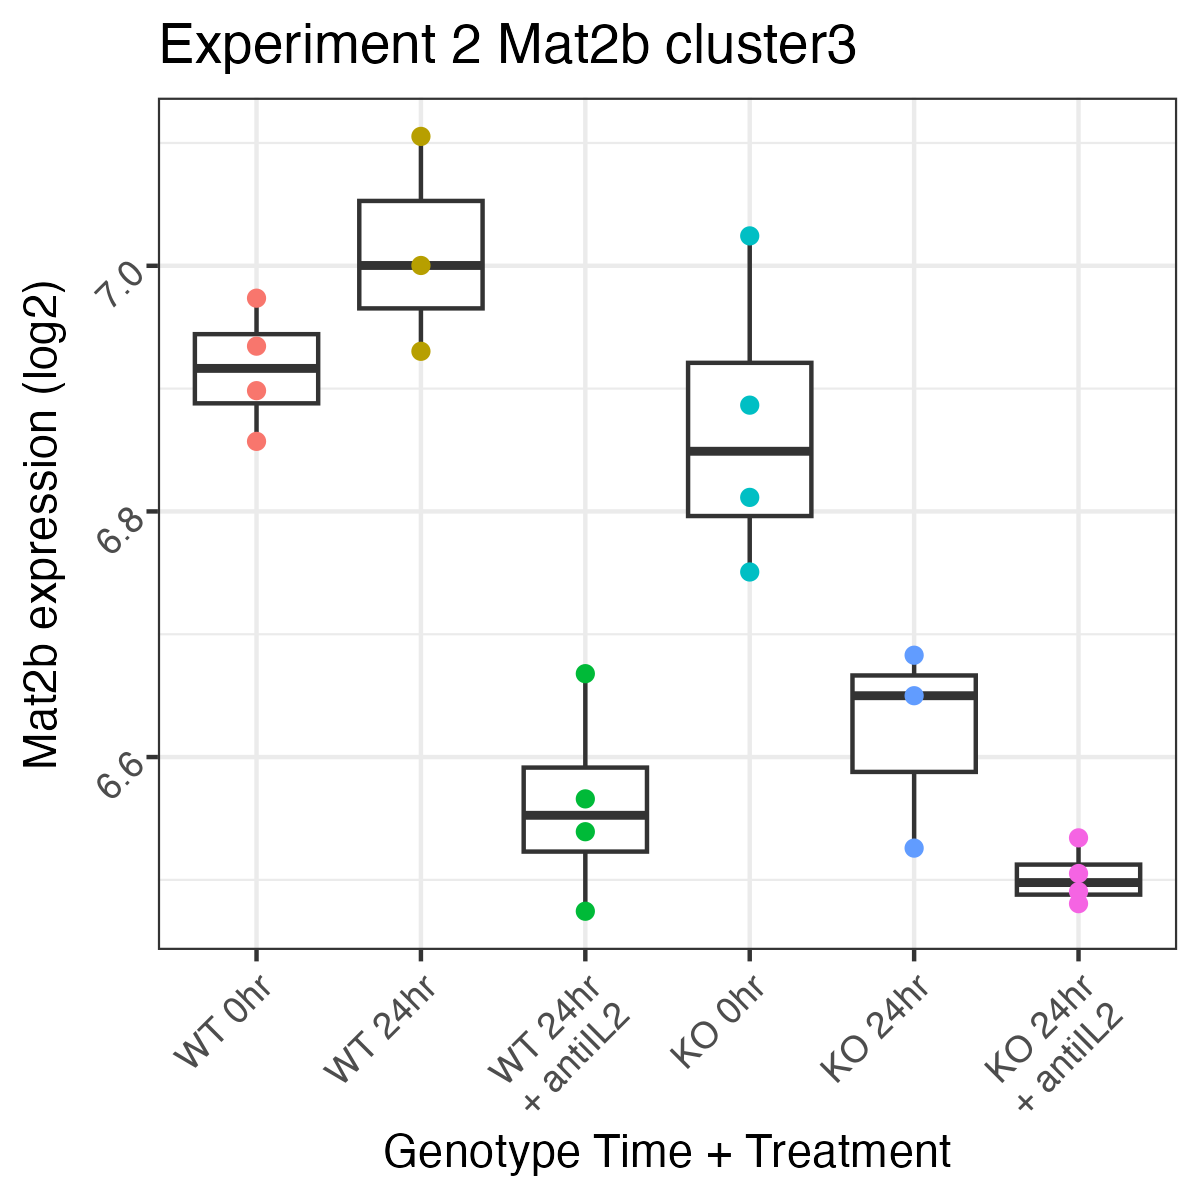 Experiment 2 Mat2b cluster3
Mat2b expression (log2)
7.0
6.8
6.6
WT 0hr
WT 24hr
WT 24hr
+ antiIL2
KO 0hr
KO 24hr
KO 24hr
+ antiIL2
Genotype Time + Treatment